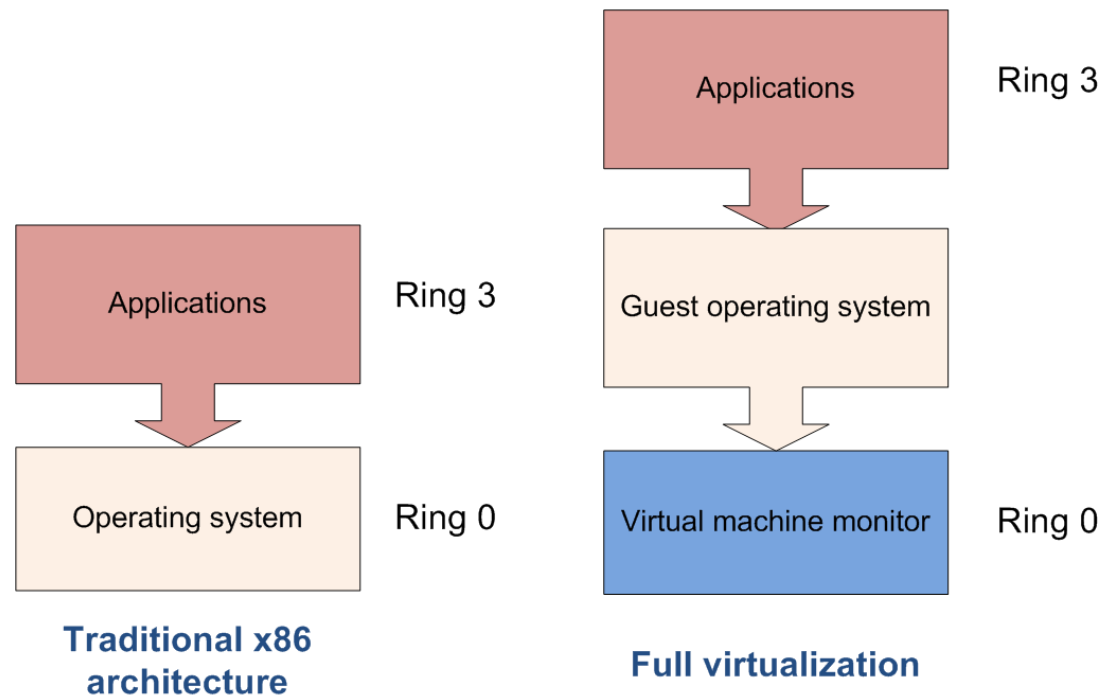 Applications
Ring 3
Operating system
Ring 0
Traditional x86
architecture
Applications
Ring 3
Guest operating system
Virtual machine monitor
Ring 0
Full virtualization